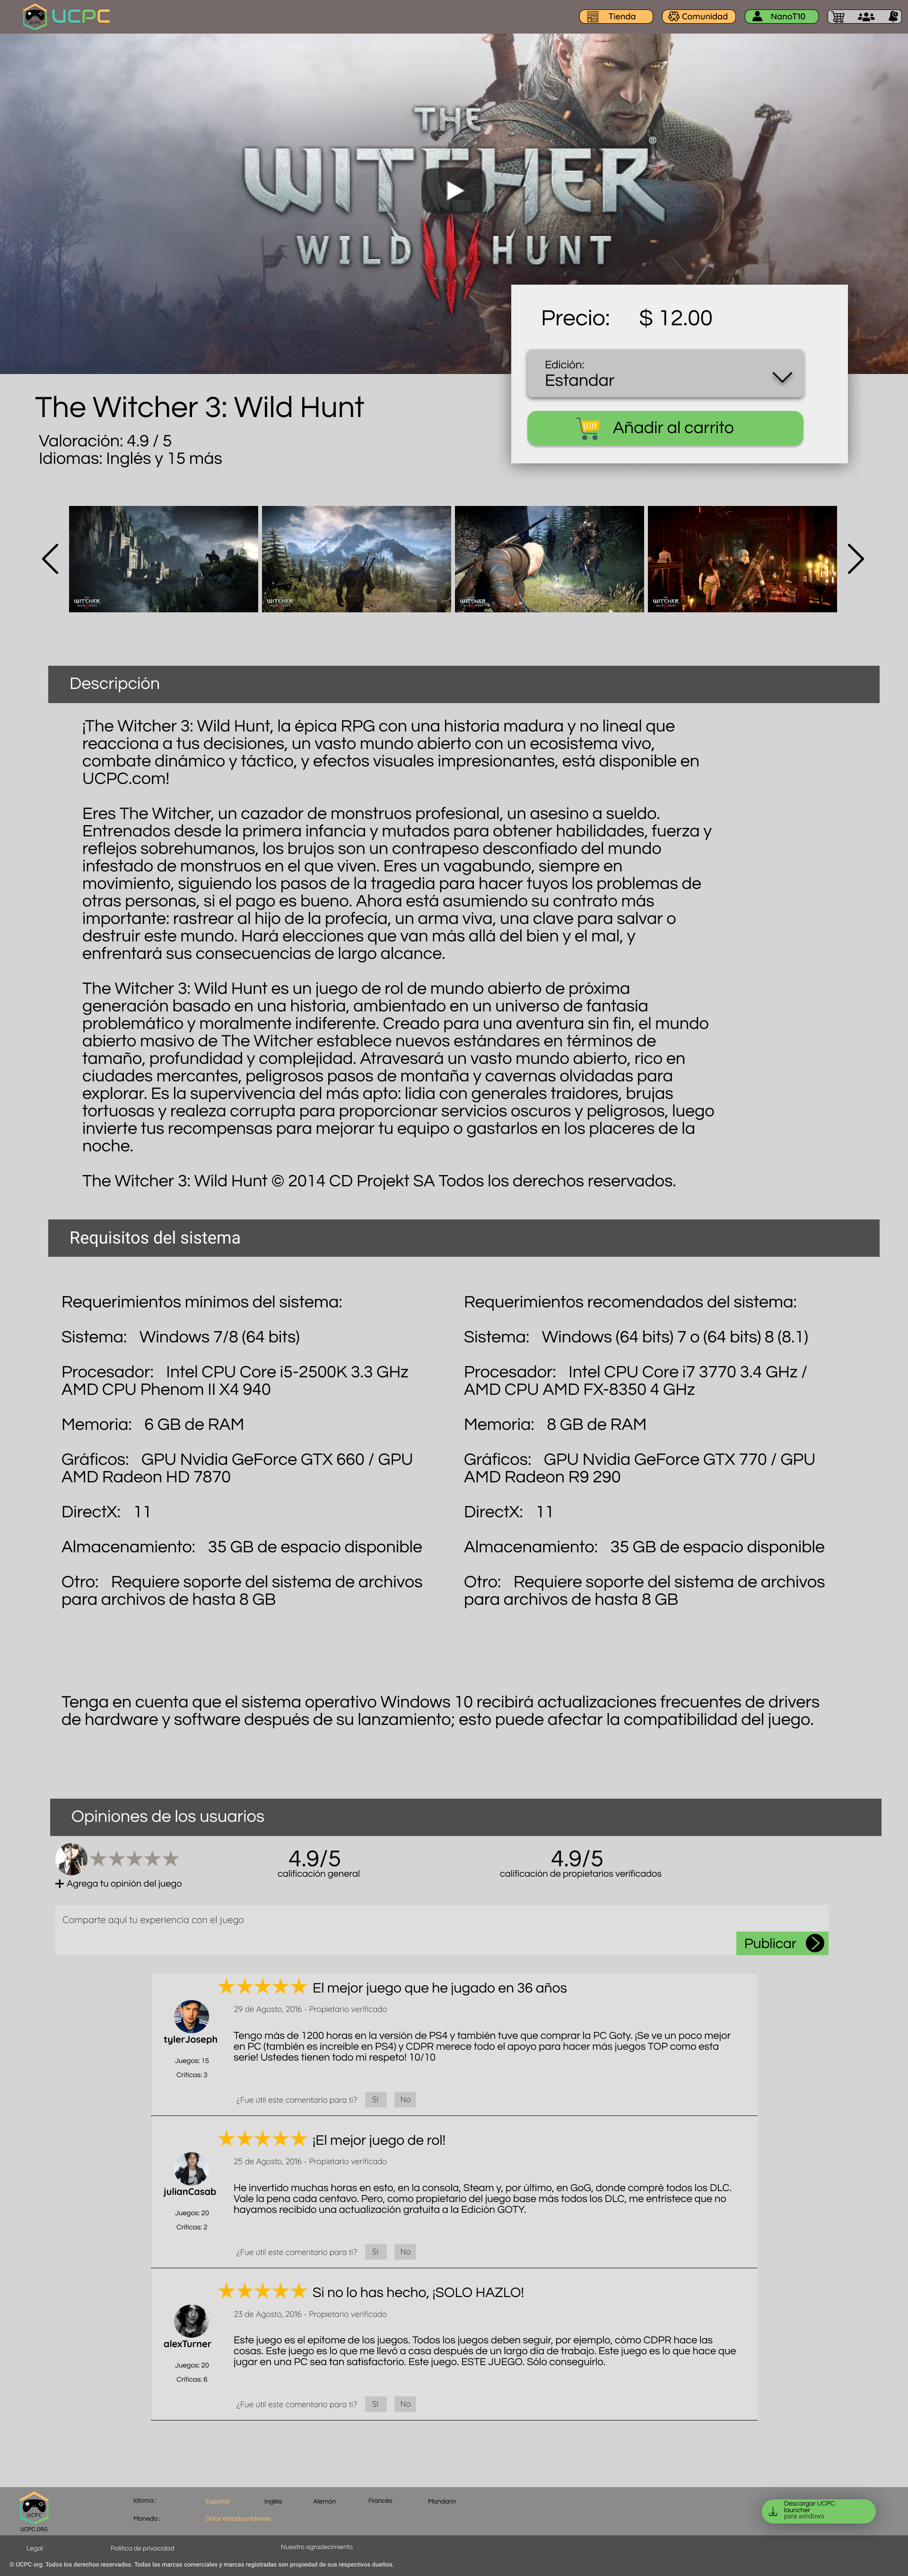 UCPC
Tienda
Comunidad
NanoT10
THE
WITCHER
®
WILD HUNT
Precio: $ 12.00
Edición:
Estandar
Añadir al carrito
The Witcher 3: Wild Hunt
Valoración: 4.9 / 5
Idiomas: Inglés y 15 más
THE
WITCHER
WILD HUNT
THE
WITCHER
WILD HUNT
THE
WITCHER
WILD HUNT
THE
WITCHER
WILD HUNT
Descripción
¡The Witcher 3: Wild Hunt, la épica RPG con una historia madura y no lineal que
reacciona a tus decisiones, un vasto mundo abierto con un ecosistema vivo,
combate dinámico y táctico, y efectos visuales impresionantes, está disponible en
UCPC.com!
Eres The Witcher, un cazador de monstruos profesional, un asesino a sueldo.
Entrenados desde la primera infancia y mutados para obtener habilidades, fuerza y
reflejos sobrehumanos, los brujos son un contrapeso desconfiado del mundo
infestado de monstruos en el que viven. Eres un vagabundo, siempre en
movimiento, siguiendo los pasos de la tragedia para hacer tuyos los problemas de
otras personas, si el pago es bueno. Ahora está asumiendo su contrato más
importante: rastrear al hijo de la profecía, un arma viva, una clave para salvar o
destruir este mundo. Hará elecciones que van más allá del bien y el mal, y
enfrentará sus consecuencias de largo alcance.
The Witcher 3: Wild Hunt es un juego de rol de mundo abierto de próxima
generación basado en una historia, ambientado en un universo de fantasía
problemático y moralmente indiferente. Creado para una aventura sin fin, el mundo
abierto masivo de The Witcher establece nuevos estándares en términos de
tamaño, profundidad y complejidad. Atravesará un vasto mundo abierto, rico en
ciudades mercantes, peligrosos pasos de montaña y cavernas olvidadas para
explorar. Es la supervivencia del más apto: lidia con generales traidores, brujas
tortuosas y realeza corrupta para proporcionar servicios oscuros y peligrosos, luego
invierte tus recompensas para mejorar tu equipo o gastarlos en los placeres de la
noche.
The Witcher 3: Wild Hunt © 2014 CD Projekt SA Todos los derechos reservados.
Requisitos del sistema
Requerimientos mínimos del sistema:
Sistema: Windows 7/8 (64 bits)
Procesador: Intel CPU Core i5-2500K 3.3 GHz
AMD CPU Phenom II X4 940
Memoria: 6 GB de RAM
Gráficos: GPU Nvidia GeForce GTX 660 / GPU
AMD Radeon HD 7870
DirectX: 11
Almacenamiento: 35 GB de espacio disponible
Otro: Requiere soporte del sistema de archivos
para archivos de hasta 8 GB
Requerimientos recomendados del sistema:
Sistema: Windows (64 bits) 7 o (64 bits) 8 (8.1)
Procesador: Intel CPU Core i7 3770 3.4 GHz /
AMD CPU AMD FX-8350 4 GHz
Memoria: 8 GB de RAM
Gráficos: GPU Nvidia GeForce GTX 770 / GPU
AMD Radeon R9 290
DirectX: 11
Almacenamiento: 35 GB de espacio disponible
Otro: Requiere soporte del sistema de archivos
para archivos de hasta 8 GB
Tenga en cuenta que el sistema operativo Windows 10 recibirá actualizaciones frecuentes de drivers
de hardware y software después de su lanzamiento; esto puede afectar la compatibilidad del juego.
Opiniones de los usuarios
4.9/5
calificación general
4.9/5
calificación de propietarios verificados
+ Agrega tu opinión del juego
Comparte aquí tu experiencia con el juego
Publicar
El mejor juego que he jugado en 36 años
29 de Agosto, 2016 - Propietario verificado
tylerJoseph
Juegos: 15
Críticas: 3
Tengo más de 1200 horas en la versión de PS4 y también tuve que comprar la PC Goty. ¡Se ve un poco mejor
en PC (también es increíble en PS4) y CDPR merece todo el apoyo para hacer más juegos TOP como esta
serie! Ustedes tienen todo mi respeto! 10/10
¿Fue útil este comentario para ti? Sí No
¡El mejor juego de rol!
25 de Agosto, 2016 - Propietario verificado
julianCasab
Juegos: 20
Críticas: 2
He invertido muchas horas en esto, en la consola, Steam y, por último, en GoG, donde compré todos los DLC.
Vale la pena cada centavo. Pero, como propietario del juego base más todos los DLC, me entristece que no
hayamos recibido una actualización gratuita a la Edición GOTY.
¿Fue útil este comentario para ti? Sí No
Si no lo has hecho, ¡SOLO HAZLO!
23 de Agosto, 2016 - Propietario verificado
alexTurner
Juegos: 20
Críticas: 6
Este juego es el epítome de los juegos. Todos los juegos deben seguir, por ejemplo, cómo CDPR hace las
cosas. Este juego es lo que me llevó a casa después de un largo día de trabajo. Este juego es lo que hace que
jugar en una PC sea tan satisfactorio. Este juego. ESTE JUEGO. Sólo conseguirlo.
¿Fue útil este comentario para ti? Sí No
UCPC
UCPC.ORG
Idioma : Español Inglés Alemán Francés Mandarin
Moneda : Dolar estadounidense
Descargar UCPC
launcher
para windows
Legal Política de privacidad Nuestro agradecimiento
© UCPC org. Todos los derechos reservados. Todas las marcas comerciales y marcas registradas son propiedad de sus respectivos dueños.